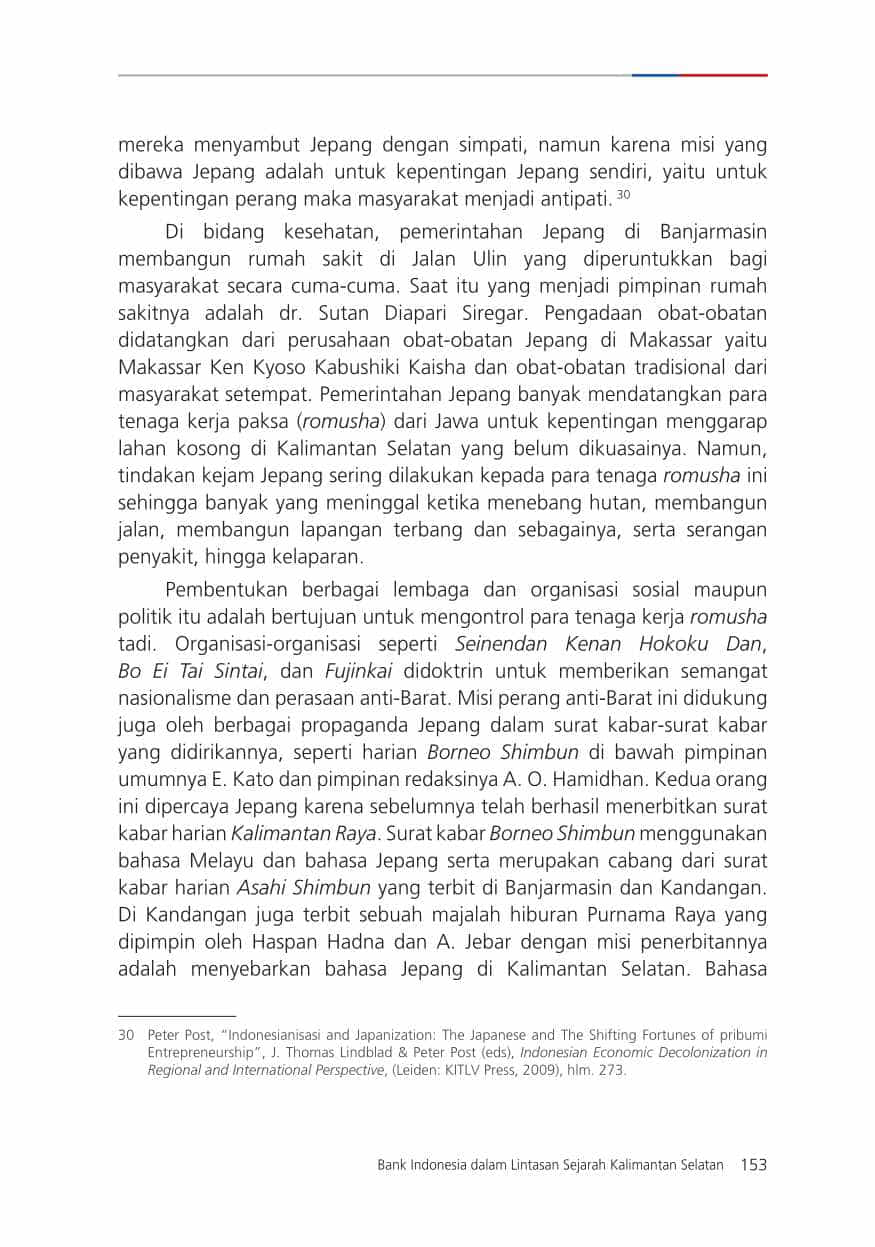 mereka menyambut Jepang dengan simpati, namun karena misi yang
dibawa Jepang adalah untuk kepentingan Jepang sendiri, yaitu untuk
kepentingan perang maka masyarakat menjadi antipati. 30
Di bidang kesehatan, pemerintahan Jepang di Banjarmasin
membangun rumah sakit di Jalan Ulin yang diperuntukkan bagi
masyarakat secara cuma-cuma. Saat itu yang menjadi pimpinan rumah
sakitnya adalah dr. Sutan Diapari Siregar. Pengadaan obat-obatan
didatangkan dari perusahaan obat-obatan Jepang di Makassar yaitu
Makassar Ken Kyoso Kabushiki Kaisha dan obat-obatan tradisional dari
masyarakat setempat. Pemerintahan Jepang banyak mendatangkan para
tenaga kerja paksa (romusha) dari Jawa untuk kepentingan menggarap
lahan kosong di Kalimantan Selatan yang belum dikuasainya. Namun,
tindakan kejam Jepang sering dilakukan kepada para tenaga romusha ini
sehingga banyak yang meninggal ketika menebang hutan, membangun
jalan, membangun lapangan terbang dan sebagainya, serta serangan
penyakit, hingga kelaparan.
Pembentukan berbagai lembaga dan organisasi sosial maupun
politik itu adalah bertujuan untuk mengontrol para tenaga kerja romusha
tadi. Organisasi-organisasi seperti Seinendan Kenan Hokoku Dan,
Bo Ei Tai Sintai, dan Fujinkai didoktrin untuk memberikan semangat
nasionalisme dan perasaan anti-Barat. Misi perang anti-Barat ini didukung
juga oleh berbagai propaganda Jepang dalam surat kabar-surat kabar
yang didirikannya, seperti harian Borneo Shimbun di bawah pimpinan
umumnya E. Kato dan pimpinan redaksinya A. O. Hamidhan. Kedua orang
ini dipercaya Jepang karena sebelumnya telah berhasil menerbitkan surat
kabar harian Kalimantan Raya. Surat kabar Borneo Shimbun menggunakan
bahasa Melayu dan bahasa Jepang serta merupakan cabang dari surat
kabar harian Asahi Shimbun yang terbit di Banjarmasin dan Kandangan.
Di Kandangan juga terbit sebuah majalah hiburan Purnama Raya yang
dipimpin oleh Haspan Hadna dan A. Jebar dengan misi penerbitannya
adalah menyebarkan bahasa Jepang di Kalimantan Selatan. Bahasa
30 Peter Post, “Indonesianisasi and Japanization: The Japanese and The Shifting Fortunes of pribumi
Entrepreneurship”, J. Thomas Lindblad & Peter Post (eds), Indonesian Economic Decolonization in
Regional and International Perspective, (Leiden: KITLV Press, 2009), hlm. 273.
Bank Indonesia dalam Lintasan Sejarah Kalimantan Selatan 153